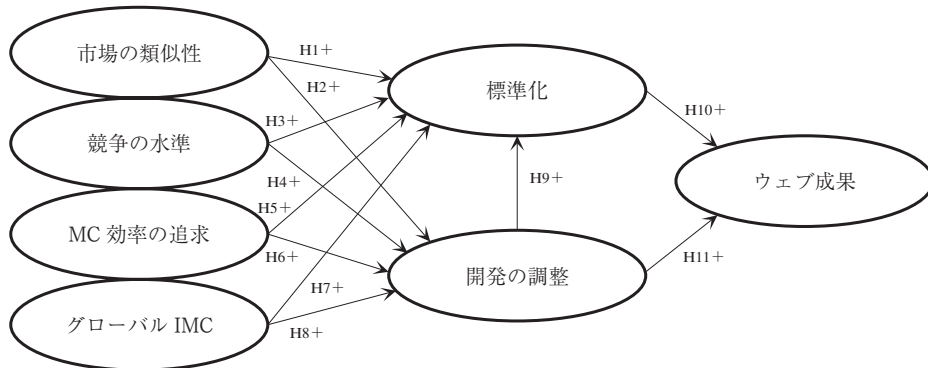 市場の類似性
競争の水準
MC 効率の追求
グローバル IMC
H1+
H2+
H3+
H4+
H5+
H6+
H7+
H8+
標準化
H9+
開発の調整
H10+
H11+
ウェブ成果